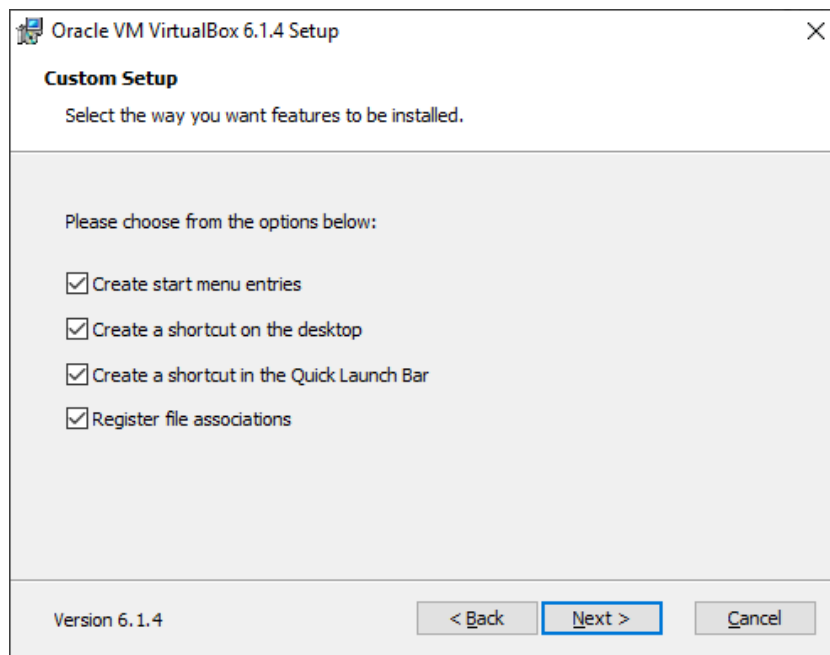 Oracle VM VirtualBox 6.1.4 Setup
Custom Setup
Select the way you want features to be installed.
Please choose from the options below:
Create start menu entries
Create a shortcut on the desktop
Create a shortcut in the Quick Launch Bar
Register file associations
Version 6.1.4
< Back Next > Cancel